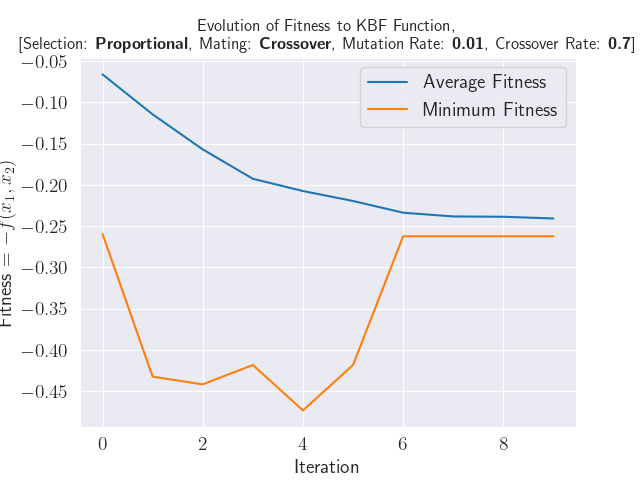 Evolution of Fitness to KBF Function,
[Selection: Proportional, Mating: Crossover, Mutation Rate: 0.01, Crossover Rate: 0.7]
Average Fitness
Minimum Fitness
Fitness = −f(x₁, x₂)
−0.05
−0.10
−0.15
−0.20
−0.25
−0.30
−0.35
−0.40
−0.45
0 2 4 6 8
Iteration